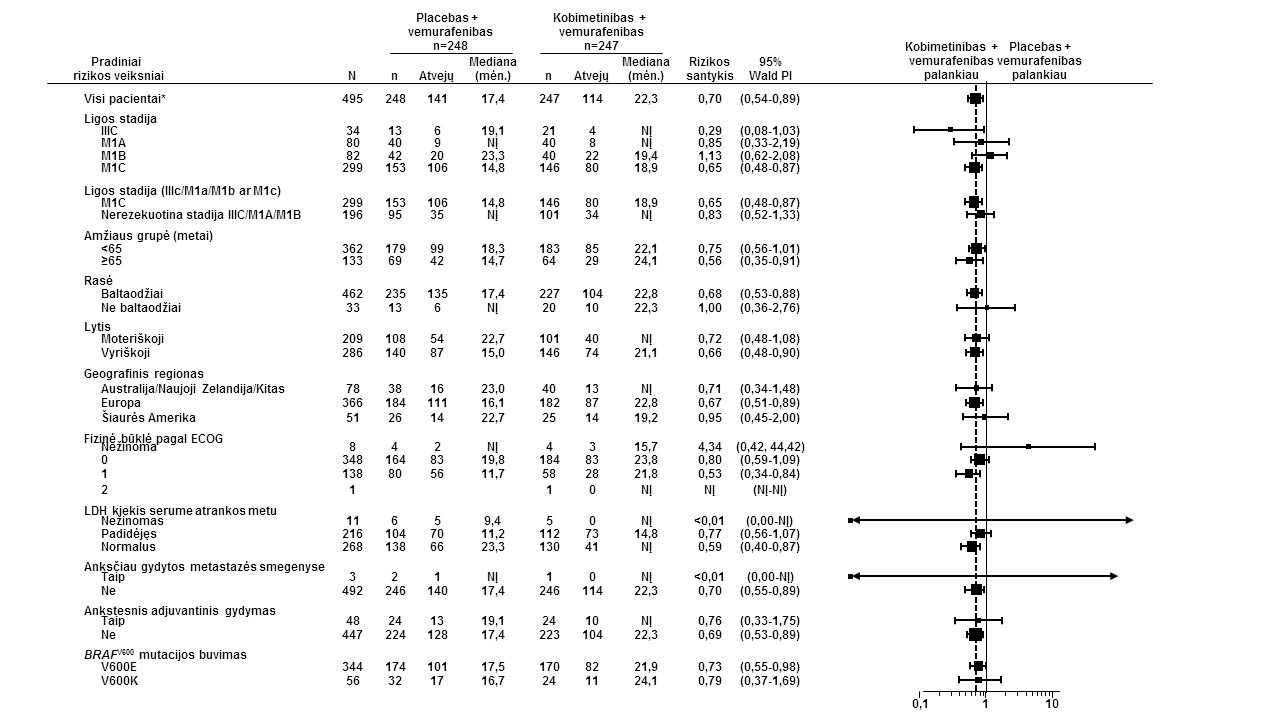 Placebas + vemurafenibas n=248
Kobimetinibas + vemurafenibas n=247
Kobimetinibas + vemurafenibas palankiau
Placebas + vemurafenibas palankiau
Pradiniai rizikos veiksniai N n Atvejų Mediana (mėn.) n Atvejų Mediana (mėn.) Rizikos santykis 95% Wald PI
Visi pacientai* 495 248 141 17,4 247 114 22,3 0,70 (0,54-0,89)
Ligos stadija
IIIC 34 13 6 19,1 21 4 NĮ 0,29 (0,08-1,03)
M1A 80 40 9 NĮ 40 8 NĮ 0,85 (0,33-2,19)
M1B 82 42 20 23,3 40 22 19,4 1,13 (0,62-2,08)
M1C 299 153 106 14,8 146 80 18,9 0,65 (0,48-0,87)
Ligos stadija (IIIc/M1a/M1b ar M1c)
M1C 299 153 106 14,8 146 80 18,9 0,65 (0,48-0,87)
Nerezekuotina stadija IIIC/M1A/M1B 196 95 35 NĮ 101 34 NĮ 0,83 (0,52-1,33)
Amžiaus grupė (metai)
<65 362 179 99 18,3 183 85 22,1 0,75 (0,56-1,01)
≥65 133 69 42 14,7 64 29 24,1 0,56 (0,35-0,91)
Rasė
Baltaodžiai 462 235 135 17,4 227 104 22,8 0,68 (0,53-0,88)
Ne baltaodžiai 33 13 6 NĮ 20 10 22,3 1,00 (0,36-2,76)
Lytis
Moteriškoji 209 108 54 22,7 101 40 NĮ 0,72 (0,48-1,08)
Vyriškoji 286 140 87 15,0 146 74 21,1 0,66 (0,48-0,90)
Geografinis regionas
Australija/Naujoji Zelandija/Kitas 78 38 16 23,0 40 13 NĮ 0,71 (0,34-1,48)
Europa 366 184 111 16,1 182 87 22,8 0,67 (0,51-0,89)
Šiaurės Amerika 51 26 14 22,7 25 14 19,2 0,95 (0,45-2,00)
Fizinė būklė pagal ECOG
Nežinoma 8 4 2 NĮ 4 3 15,7 4,34 (0,42, 44,42)
0 348 164 83 19,8 184 83 23,8 0,80 (0,59-1,09)
1 138 80 56 11,7 58 28 21,8 0,53 (0,34-0,84)
2 1 1 0 NĮ NĮ (NĮ-NĮ)
LDH kiekis serume atrankos metu
Nežinomas 11 6 5 9,4 5 0 NĮ <0,01 (0,00-NĮ)
Padidėjęs 216 104 70 11,2 112 73 14,8 0,77 (0,56-1,07)
Normalus 268 138 66 23,3 130 41 NĮ 0,59 (0,40-0,87)
Anksčiau gydytos metastazės smegenyse
Taip 3 2 1 NĮ 1 0 NĮ <0,01 (0,00-NĮ)
Ne 492 246 140 17,4 246 114 22,3 0,70 (0,55-0,89)
Ankstesnis adjuvantinis gydymas
Taip 48 24 13 19,1 24 10 NĮ 0,76 (0,33-1,75)
Ne 447 224 128 17,4 223 104 22,3 0,69 (0,53-0,89)
BRAFV600 mutacijos buvimas
V600E 344 174 101 17,5 170 82 21,9 0,73 (0,55-0,98)
V600K 56 32 17 16,7 24 11 24,1 0,79 (0,37-1,69)
0,1 1 10